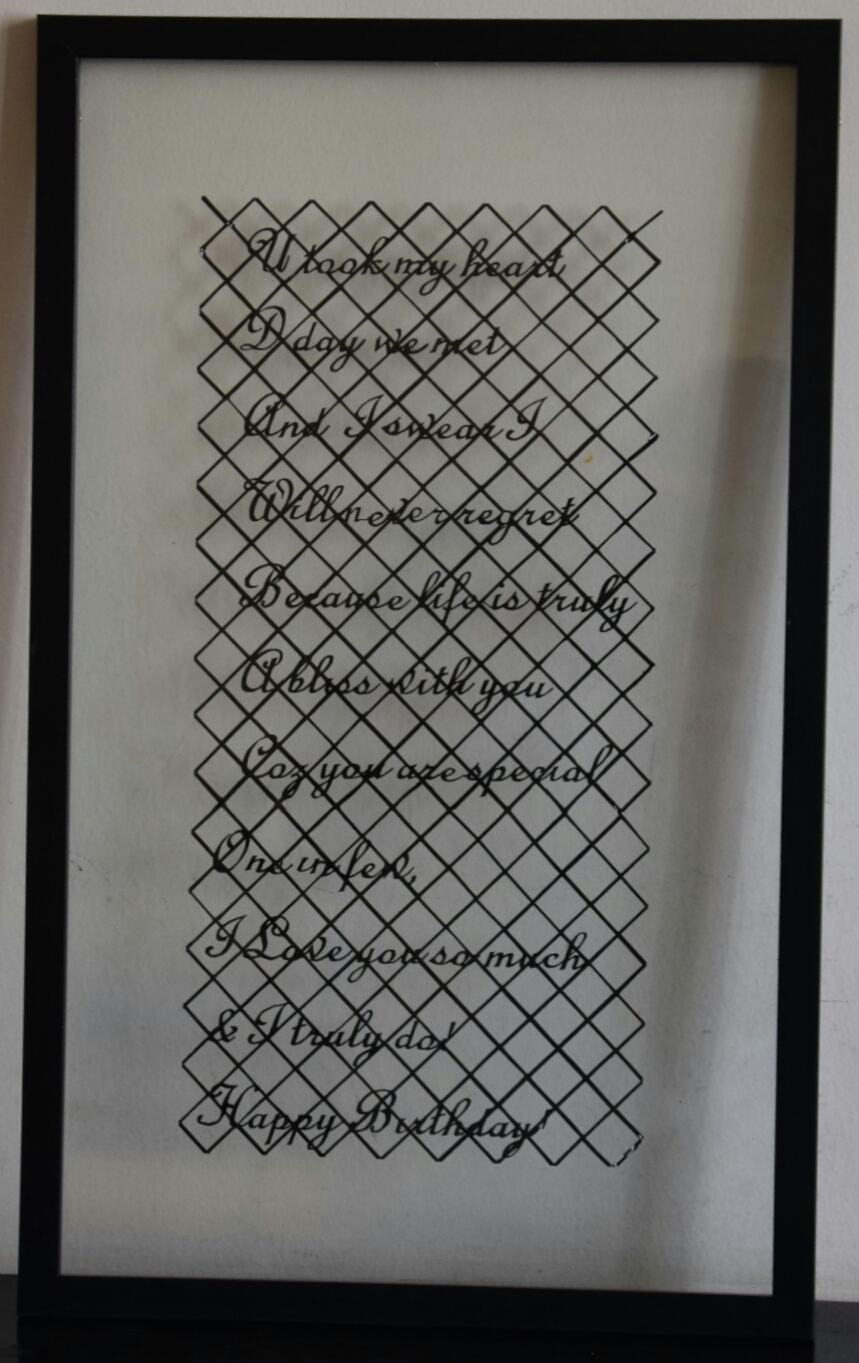 U took my heart
D day we met
And I swear I
Will never regret
Because life is truly
A bliss with you
Coz you are special
One in few,
I Love you so much
& I truly do!
Happy Birthday!